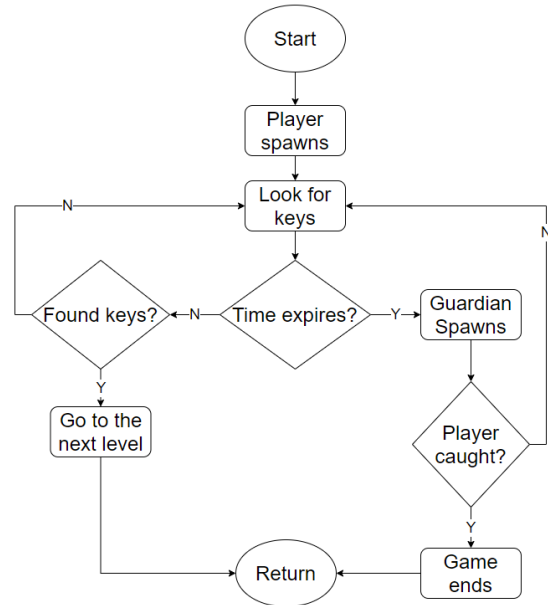 Start
Player
spawns
N
Look for
keys
N
Found keys?
N
Time expires?
Y
Guardian
Spawns
Y
Go to the
next level
Player
caught?
Y
Return
Game
ends